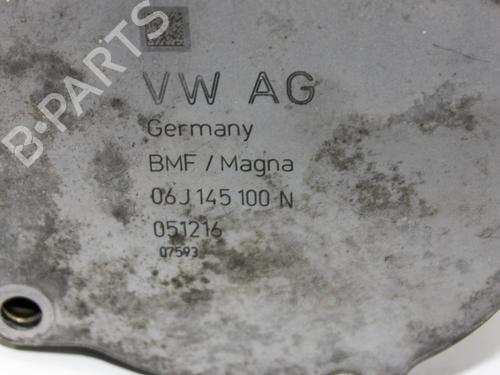 B-PARTS
VW AG
Germany
BMF / Magna
06J 145 100 N
051216
07593